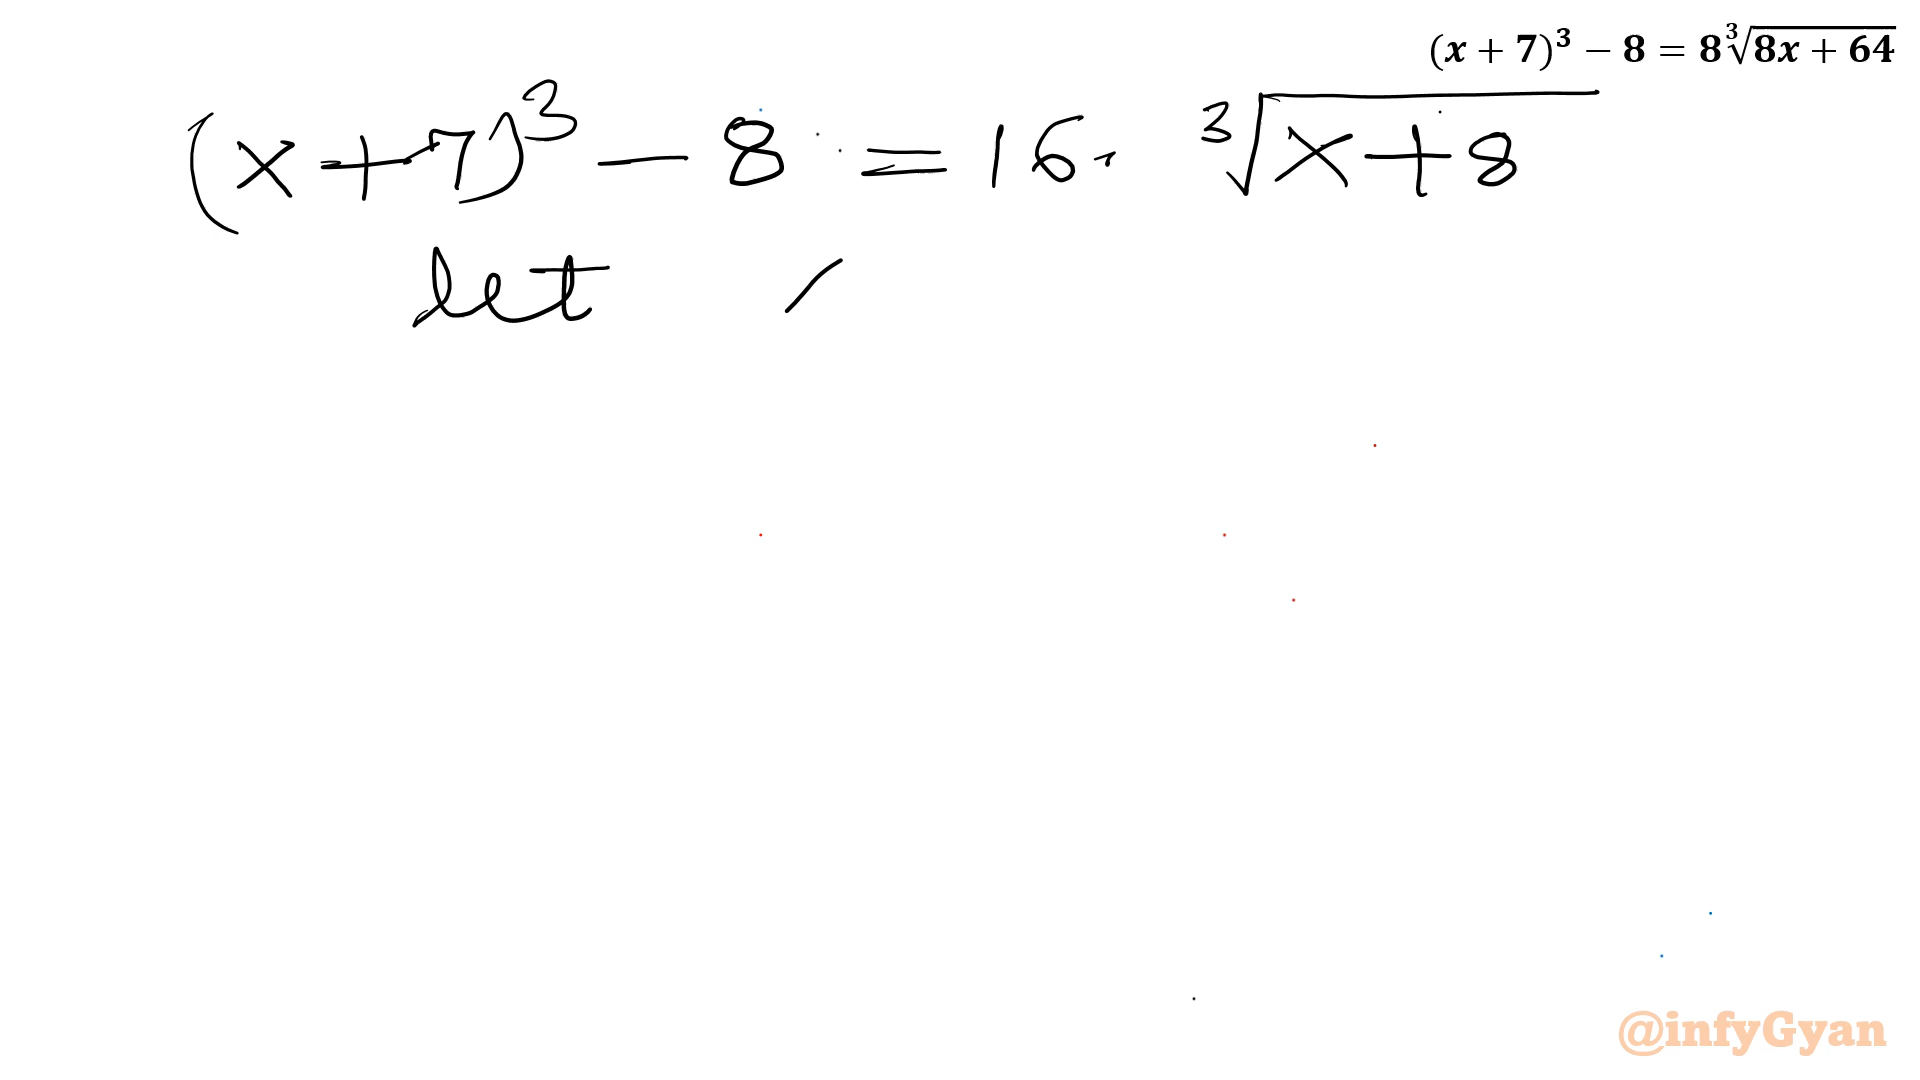 (x + 7)³ − 8 = 8∛(8x + 64)
(x+7)³ − 8 = 16· ∛(x+8)
let
@infyGyan